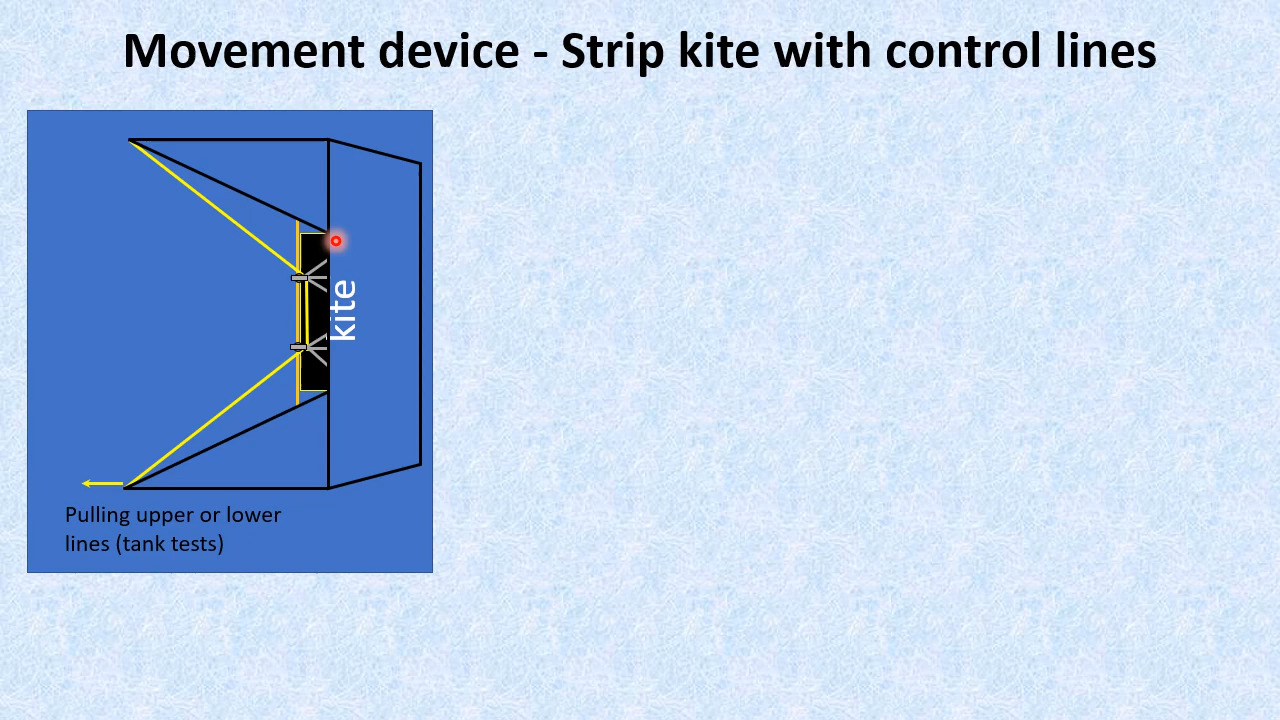 Movement device - Strip kite with control lines
kite
Pulling upper or lower
lines (tank tests)